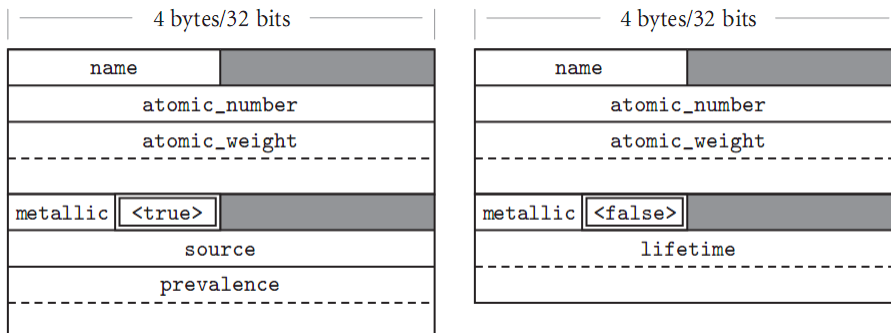 4 bytes/32 bits
name
atomic_number
atomic_weight
metallic <true>
source
prevalence
4 bytes/32 bits
name
atomic_number
atomic_weight
metallic <false>
lifetime